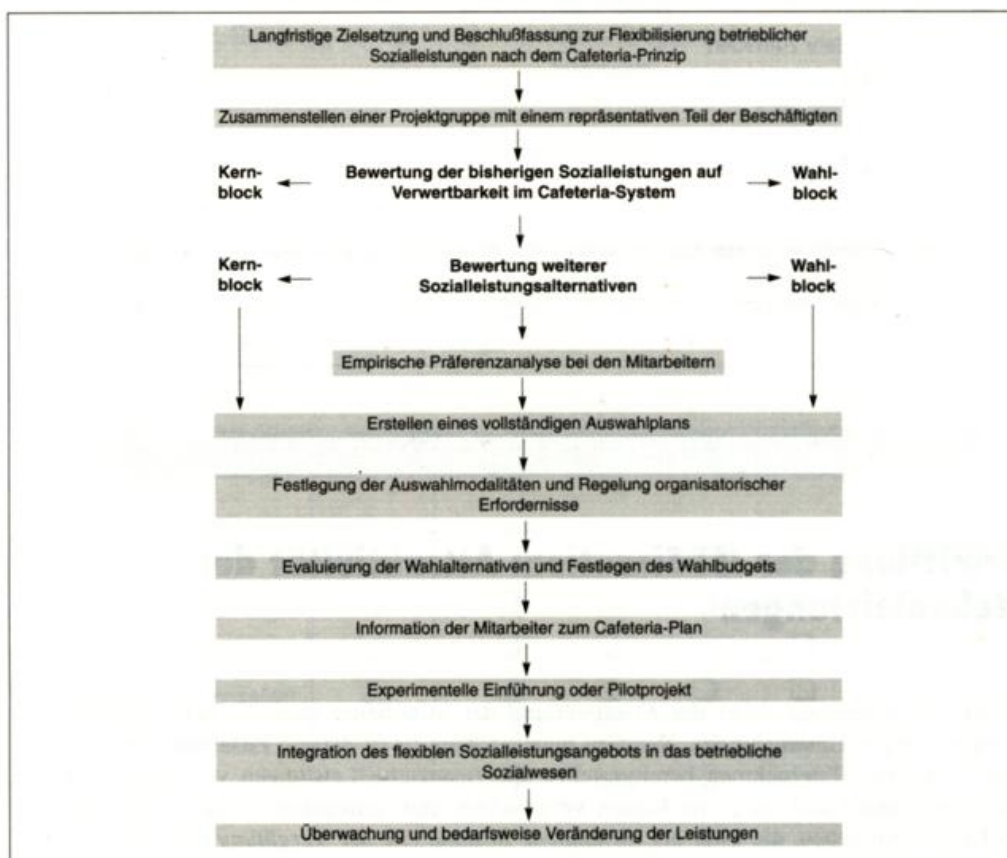 Langfristige Zielsetzung und Beschlußfassung zur Flexibilisierung betrieblicher
Sozialleistungen nach dem Cafeteria-Prinzip
Zusammenstellen einer Projektgruppe mit einem repräsentativen Teil der Beschäftigten
Kern-
block
Bewertung der bisherigen Sozialleistungen auf
Verwertbarkeit im Cafeteria-System
Wahl-
block
Kern-
block
Bewertung weiterer
Sozialleistungsalternativen
Wahl-
block
Empirische Präferenzanalyse bei den Mitarbeitern
Erstellen eines vollständigen Auswahlplans
Festlegung der Auswahlmodalitäten und Regelung organisatorischer
Erfordernisse
Evaluierung der Wahlalternativen und Festlegen des Wahlbudgets
Information der Mitarbeiter zum Cafeteria-Plan
Experimentelle Einführung oder Pilotprojekt
Integration des flexiblen Sozialleistungsangebots in das betriebliche
Sozialwesen
Überwachung und bedarfsweise Veränderung der Leistungen